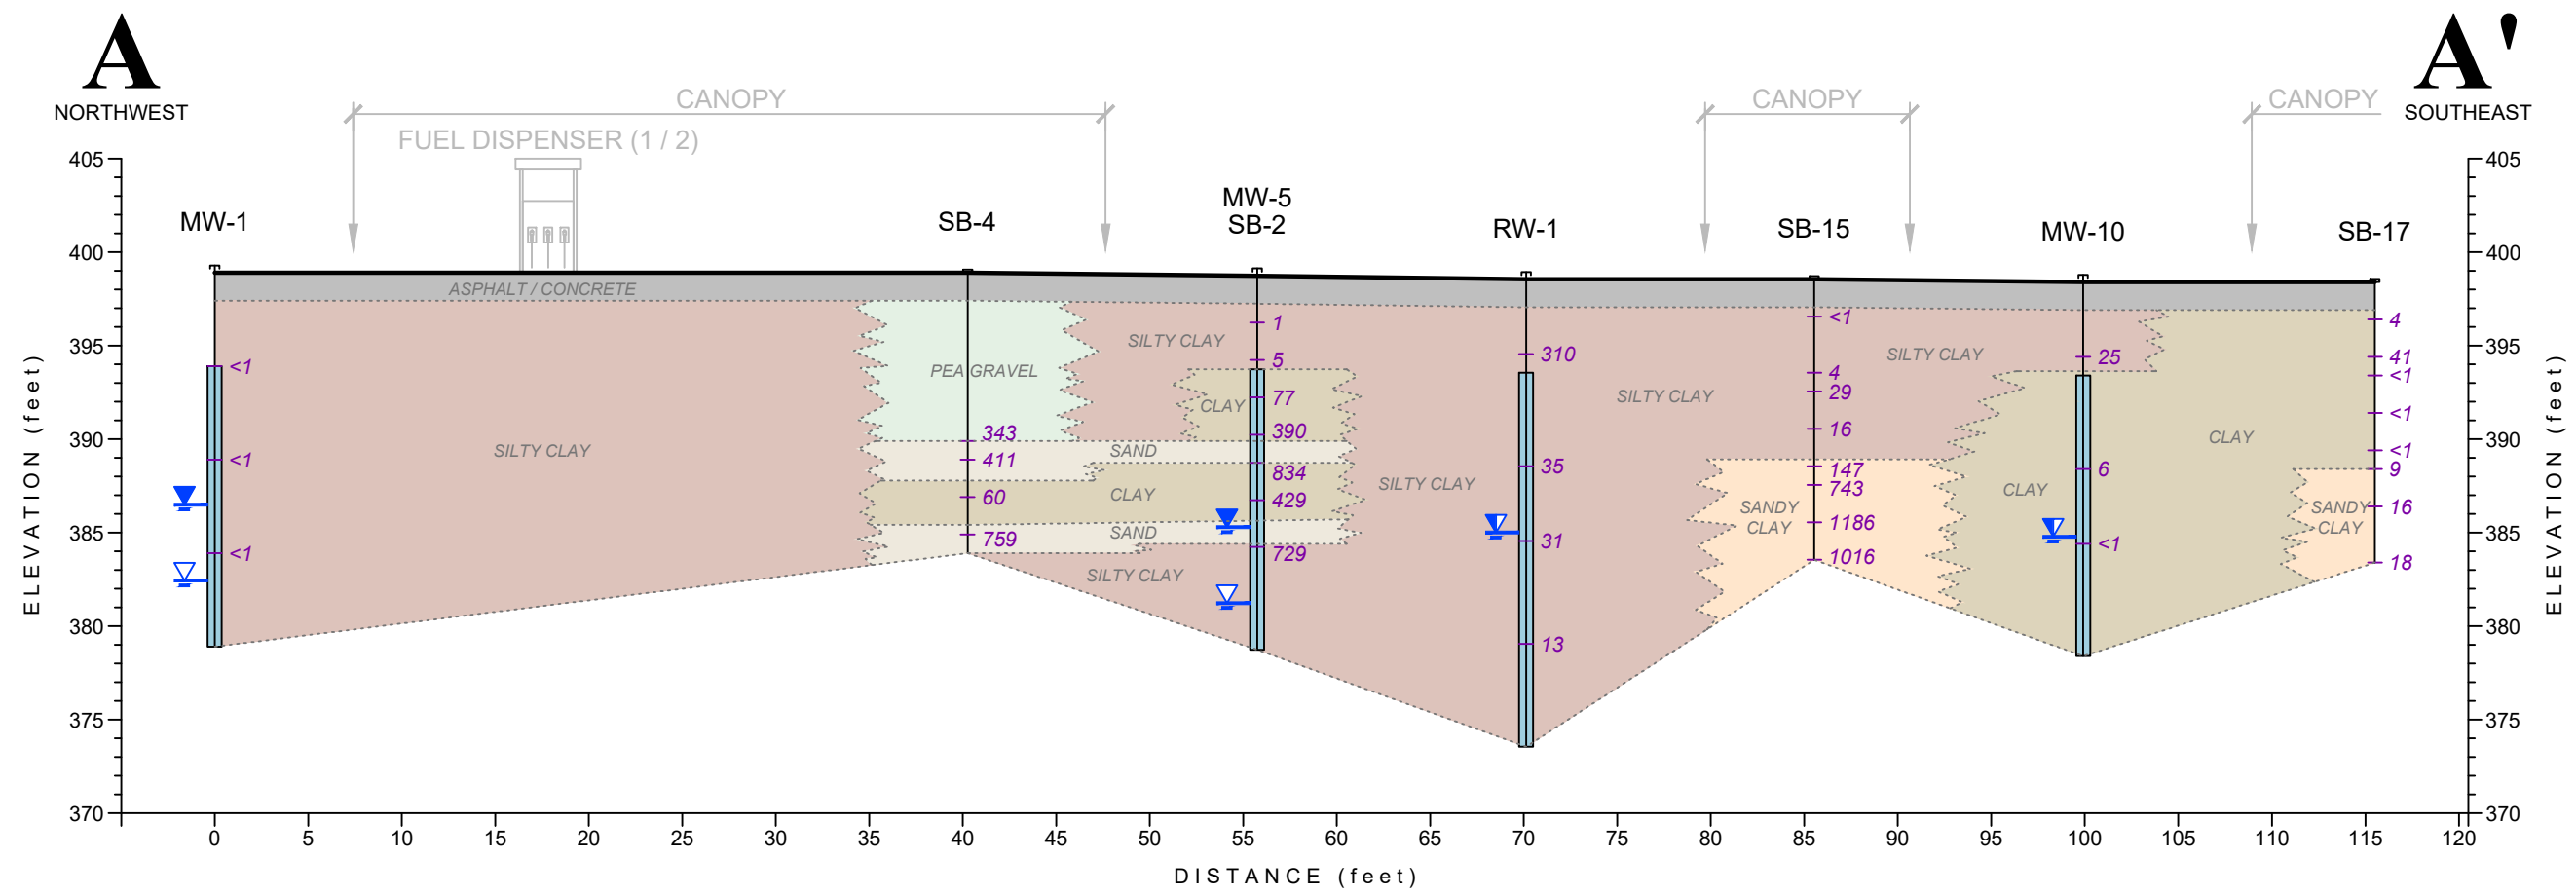 A
A'
NORTHWEST
SOUTHEAST
CANOPY
CANOPY
CANOPY
FUEL DISPENSER (1 / 2)
MW-1
SB-4
MW-5
SB-2
RW-1
SB-15
MW-10
SB-17
ELEVATION (feet)
405
400
395
390
385
380
375
370
ASPHALT / CONCRETE
<1
<1
<1
SILTY CLAY
PEA GRAVEL
343
411
60
759
SILTY CLAY
CLAY
SAND
CLAY
SAND
SILTY CLAY
1
5
77
390
834
429
729
SILTY CLAY
310
35
31
13
SILTY CLAY
SANDY
CLAY
<1
4
29
16
147
743
1186
1016
SILTY CLAY
CLAY
25
6
<1
CLAY
SANDY
CLAY
4
41
<1
<1
<1
9
16
18
405
400
395
390
385
380
375
370
ELEVATION (feet)
0 5 10 15 20 25 30 35 40 45 50 55 60 65 70 75 80 85 90 95 100 105 110 115 120
DISTANCE (feet)